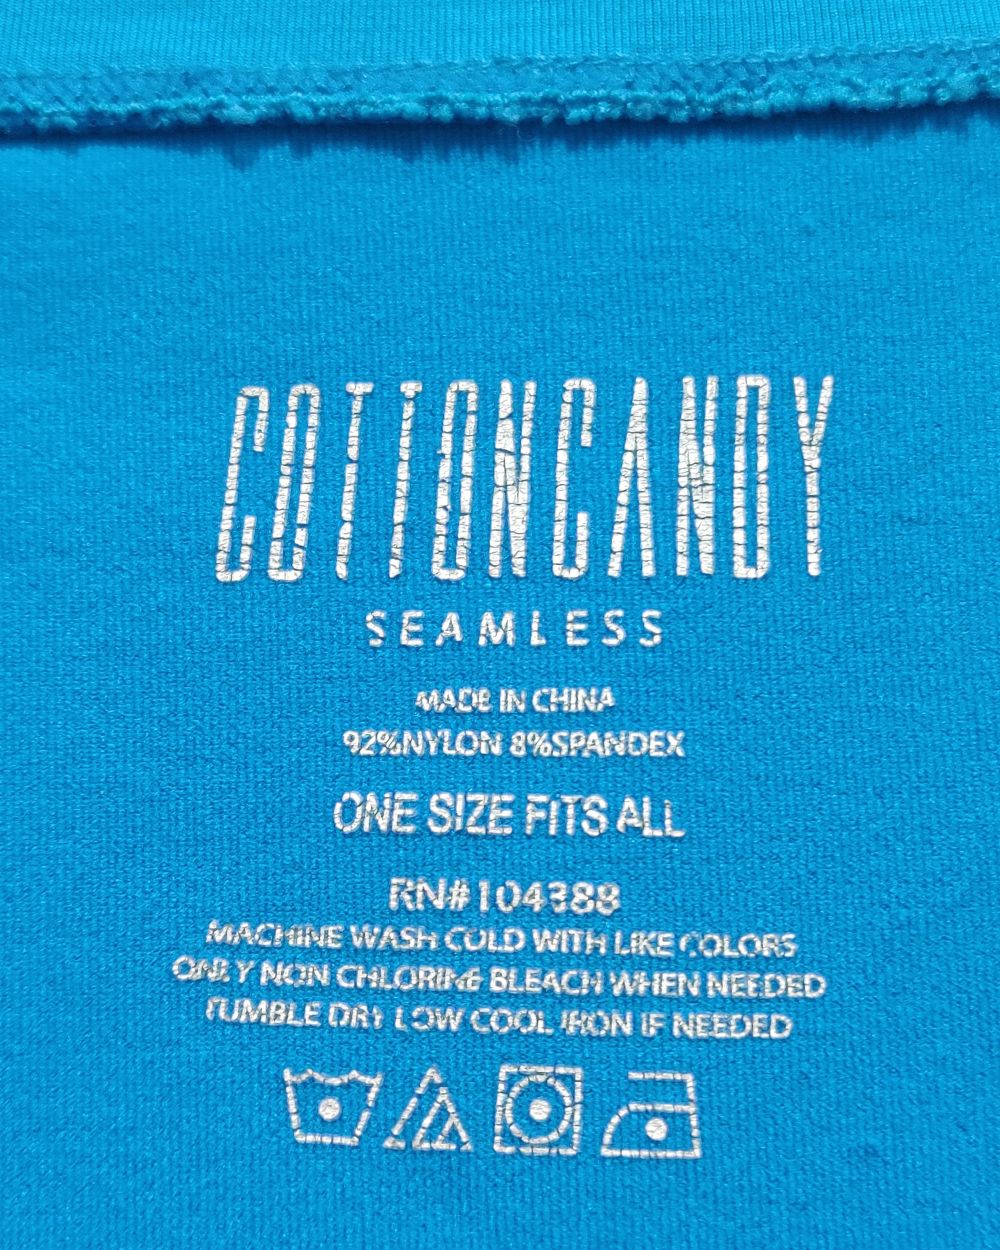 COTTONCANDY
SEAMLESS
MADE IN CHINA
92%NYLON 8%SPANDEX
ONE SIZE FITS ALL
RN#104388
MACHINE WASH COLD WITH LIKE COLORS
ONLY NON CHLORINE BLEACH WHEN NEEDED
TUMBLE DRY LOW COOL IRON IF NEEDED